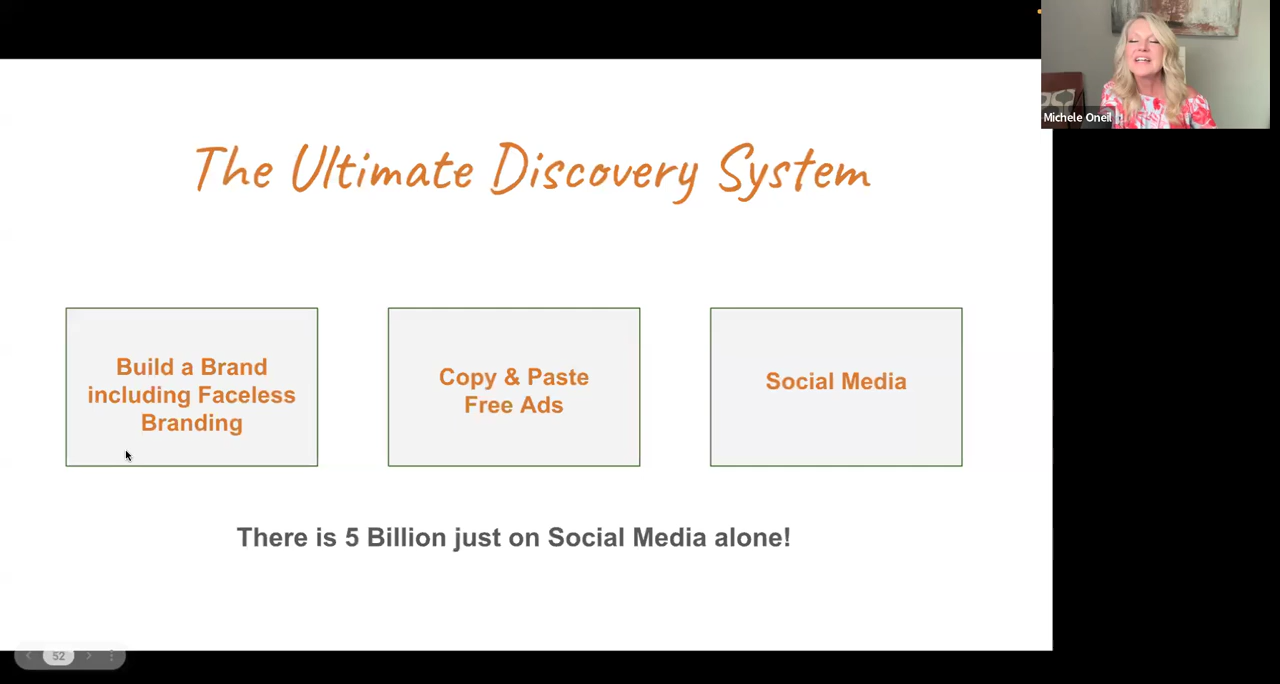 The Ultimate Discovery System
Michele Oneil
Build a Brand
including Faceless
Branding
Copy & Paste
Free Ads
Social Media
There is 5 Billion just on Social Media alone!
52